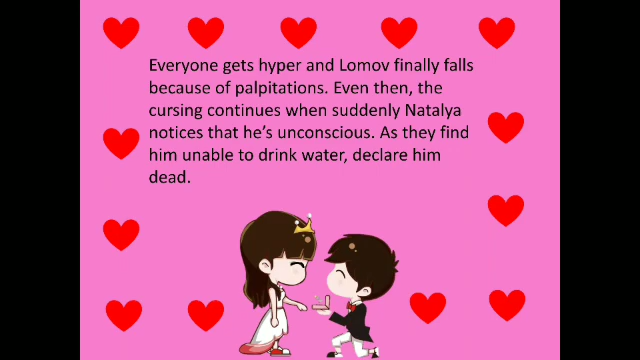 Everyone gets hyper and Lomov finally falls
because of palpitations. Even then, the
cursing continues when suddenly Natalya
notices that he’s unconscious. As they find
him unable to drink water, declare him
dead.